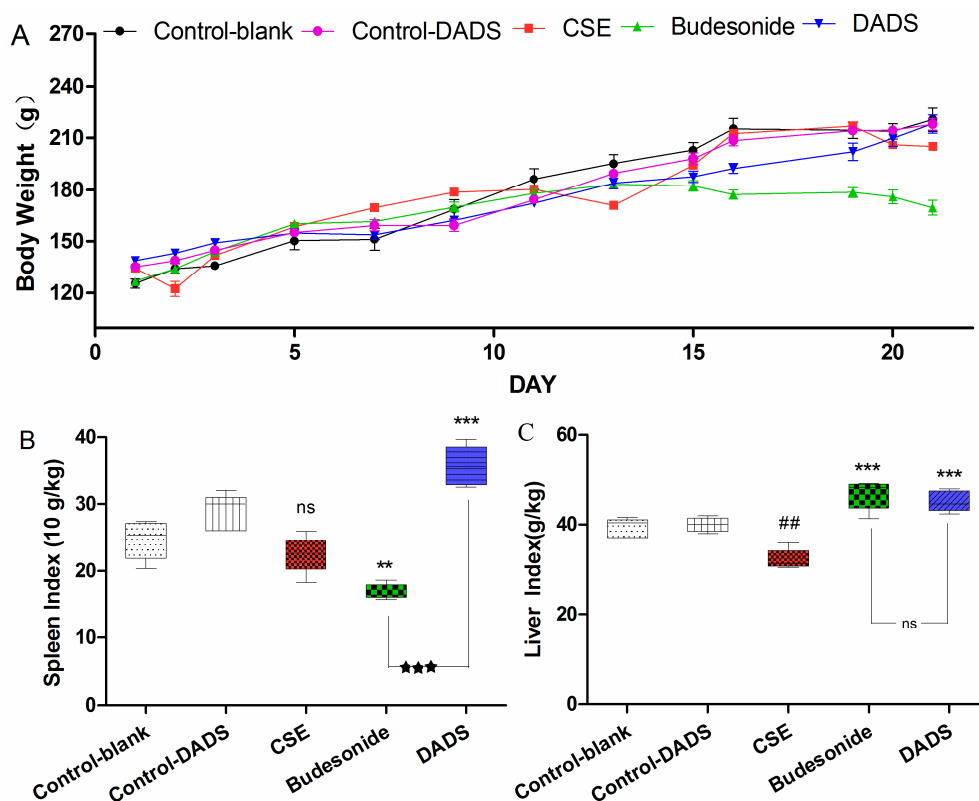 A
Control-blank Control-DADS CSE Budesonide DADS
270
240
210
180
150
120
Body Weight (g)
0 5 10 15 20
DAY
B
40
30
20
10
0
Spleen Index (10 g/kg)
ns
**
***
★★★
Control-blank Control-DADS CSE Budesonide DADS
C
60
40
20
0
Liver Index(g/kg)
##
***
***
ns
Control-blank Control-DADS CSE Budesonide DADS